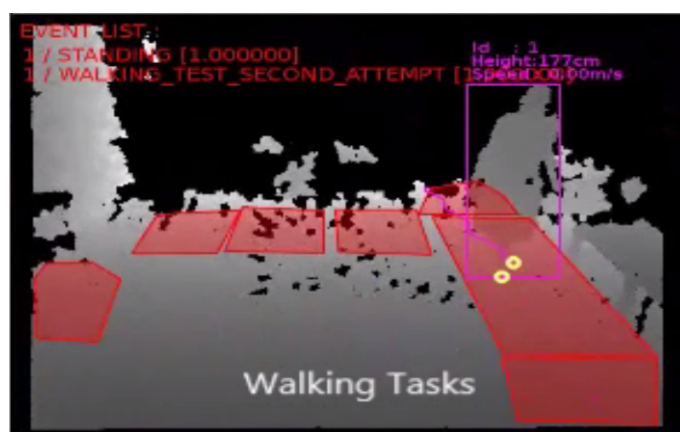 EVENT LIST :
1 / STANDING [1.000000]
1 / WALKING_TEST_SECOND_ATTEMPT
Id : 1
Height:177cm
Speed : 0.00m/s
Walking Tasks